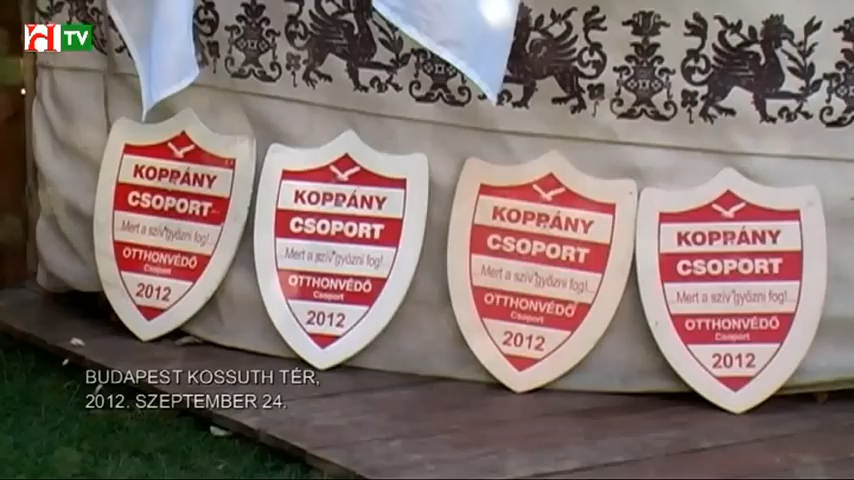 TV
KOPPÁNY
CSOPORT
...Mert a szív győzni fog!...
OTTHONVÉDŐ
Csoport
2012
KOPPÁNY
CSOPORT
...Mert a szív győzni fog!...
OTTHONVÉDŐ
Csoport
2012
KOPPÁNY
CSOPORT
...Mert a szív győzni fog!...
OTTHONVÉDŐ
Csoport
2012
KOPPÁNY
CSOPORT
...Mert a szív győzni fog!...
OTTHONVÉDŐ
Csoport
2012
BUDAPEST KOSSUTH TÉR,
2012. SZEPTEMBER 24.